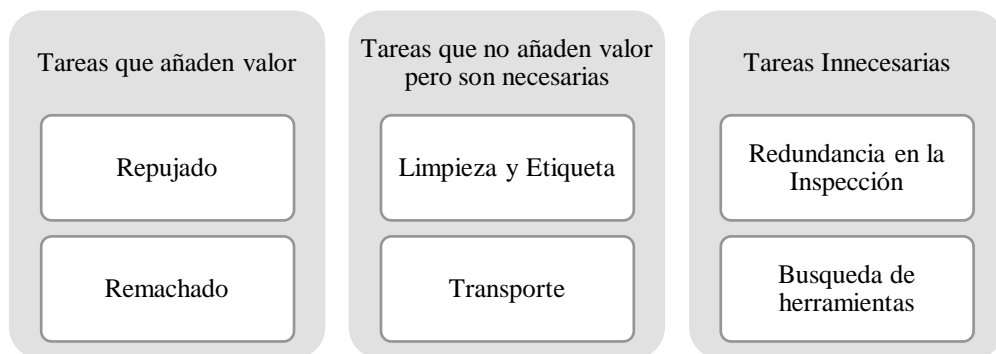 Tareas que añaden valor
Repujado
Remachado
Tareas que no añaden valor
pero son necesarias
Limpieza y Etiqueta
Transporte
Tareas Innecesarias
Redundancia en la
Inspección
Busqueda de
herramientas